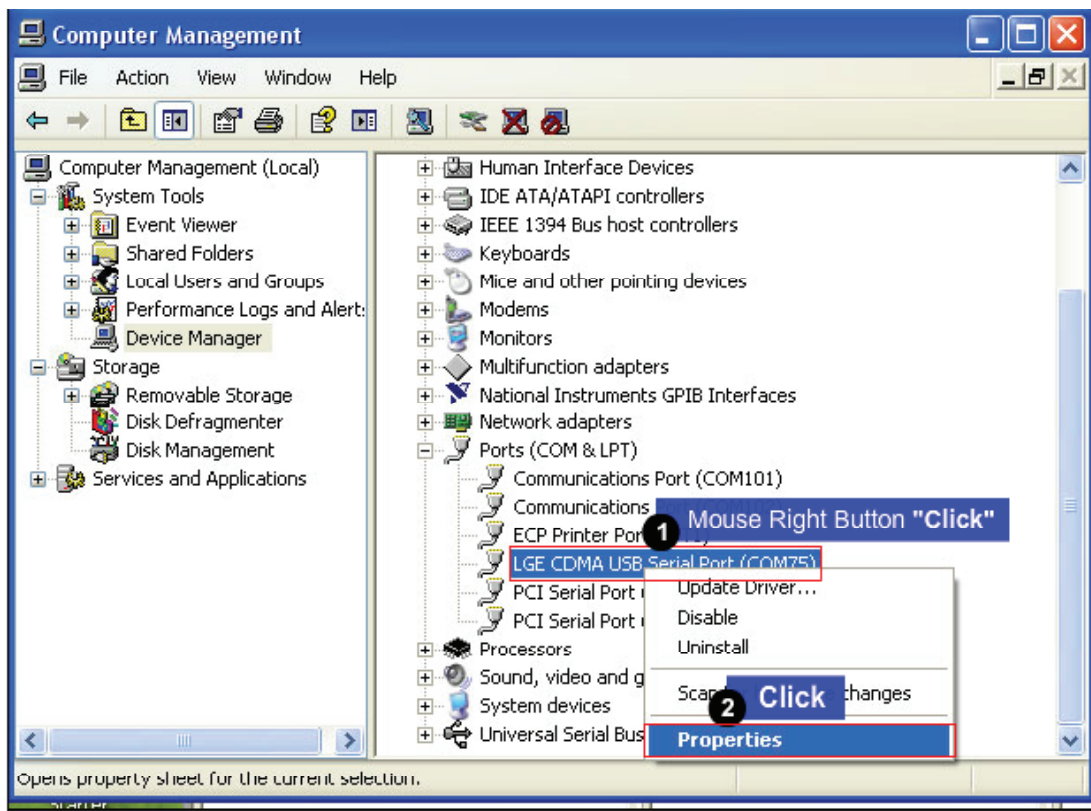 Computer Management
File Action View Window Help
Computer Management (Local)
System Tools
Event Viewer
Shared Folders
Local Users and Groups
Performance Logs and Alert
Device Manager
Storage
Removable Storage
Disk Defragmenter
Disk Management
Services and Applications
Human Interface Devices
IDE ATA/ATAPI controllers
IEEE 1394 Bus host controllers
Keyboards
Mice and other pointing devices
Modems
Monitors
Multifunction adapters
National Instruments GPIB Interfaces
Network adapters
Ports (COM & LPT)
Communications Port (COM101)
Communications
1 Mouse Right Button "Click"
ECP Printer Por
LGE CDMA USB Serial Port (COM75)
PCI Serial Port
PCI Serial Port
Processors
Sound, video and g
System devices
Universal Serial Bus
Update Driver...
Disable
Uninstall
Scan changes
2 Click
Properties
Opens property sheet for the current selection.